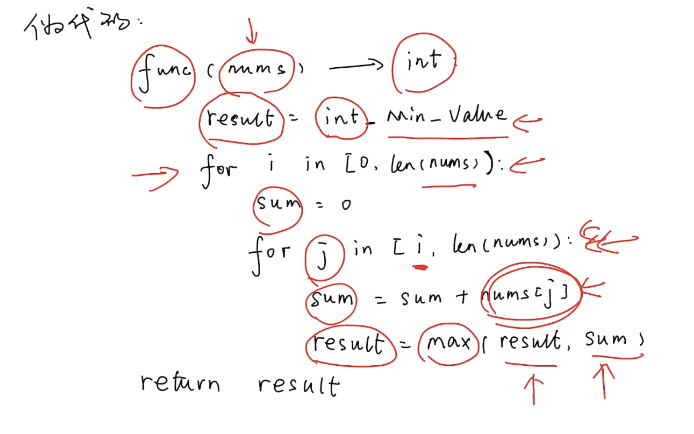 伪代码:
func (nums) → int:
result = int_Min_Value
for i in [0, len(nums)):
sum = 0
for j in [i, len(nums)):
sum = sum + nums[j]
result = max(result, sum)
return result